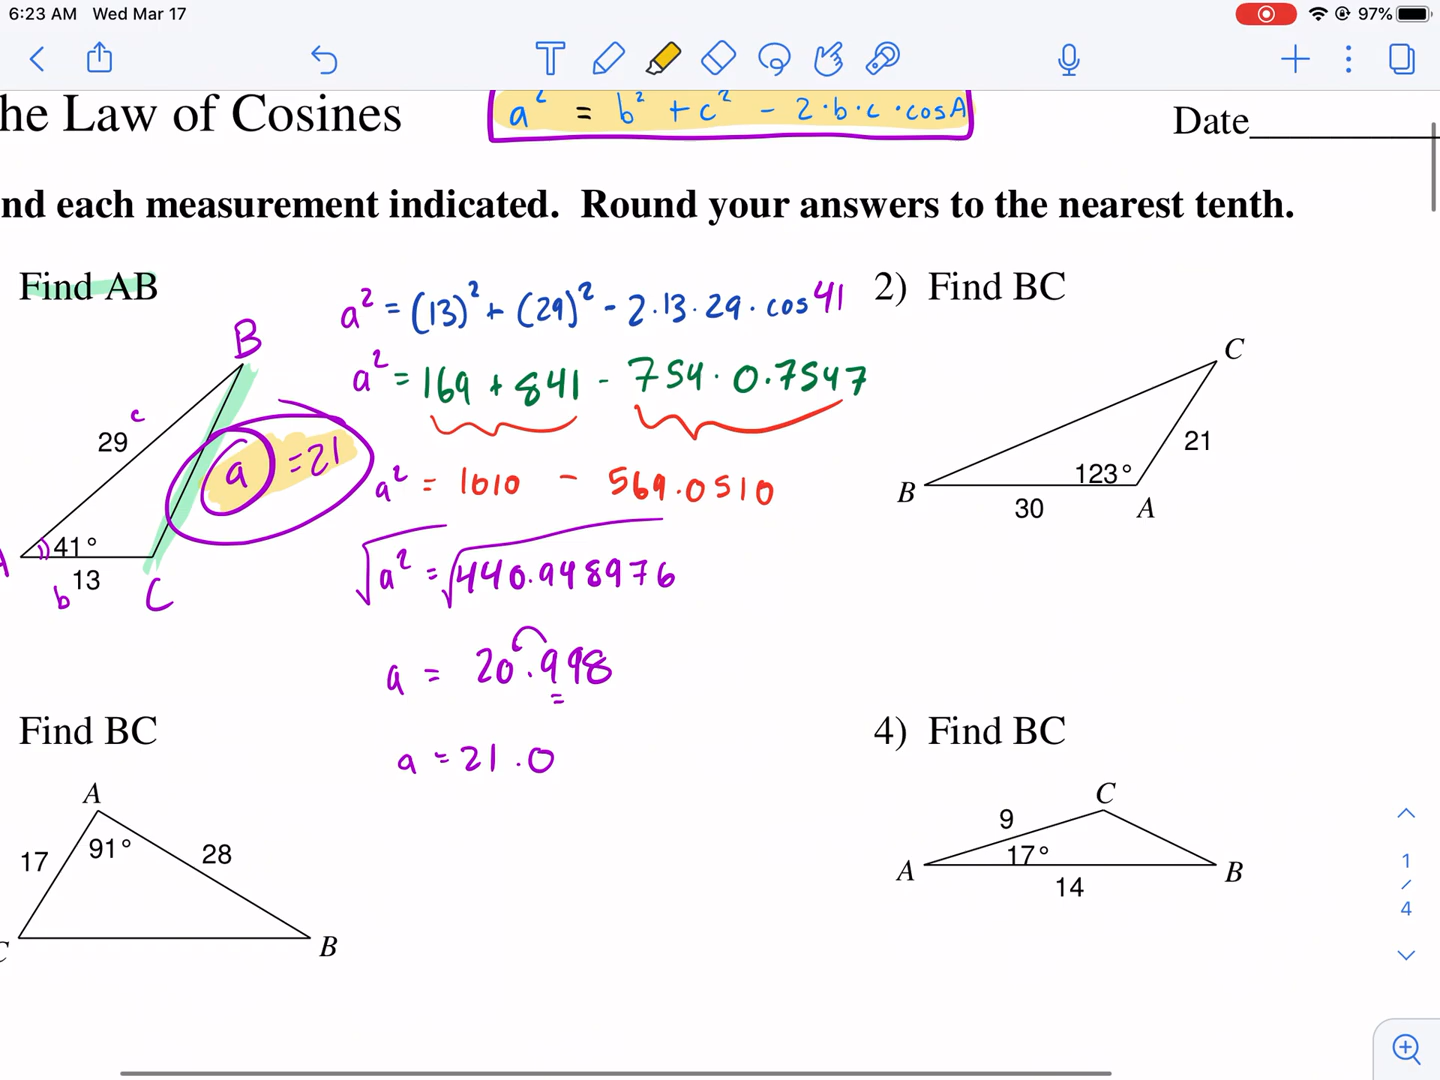 6:23 AM Wed Mar 17
97%
T
he Law of Cosines
a² = b² + c² - 2·b·c·cosA
Date
nd each measurement indicated. Round your answers to the nearest tenth.
Find AB
B
c
29
a = 21
A
41°
13
b
C
a² = (13)² + (29)² - 2·13·29·cos41
a² = 169 + 841 - 754·0.7547
a² = 1010 - 569.0510
√a² = √440.948976
a = 20.998
a = 21.0
2) Find BC
C
21
123°
B
30
A
Find BC
A
91°
17
28
C
B
4) Find BC
C
9
17°
A
14
B
1
/
4